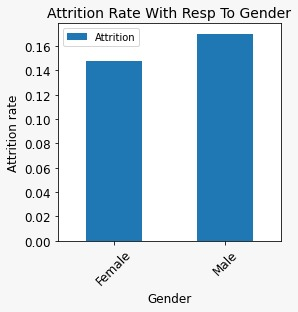 Attrition Rate With Resp To Gender
Attrition
0.16
0.14
0.12
0.10
0.08
0.06
0.04
0.02
0.00
Attrition rate
Female
Male
Gender